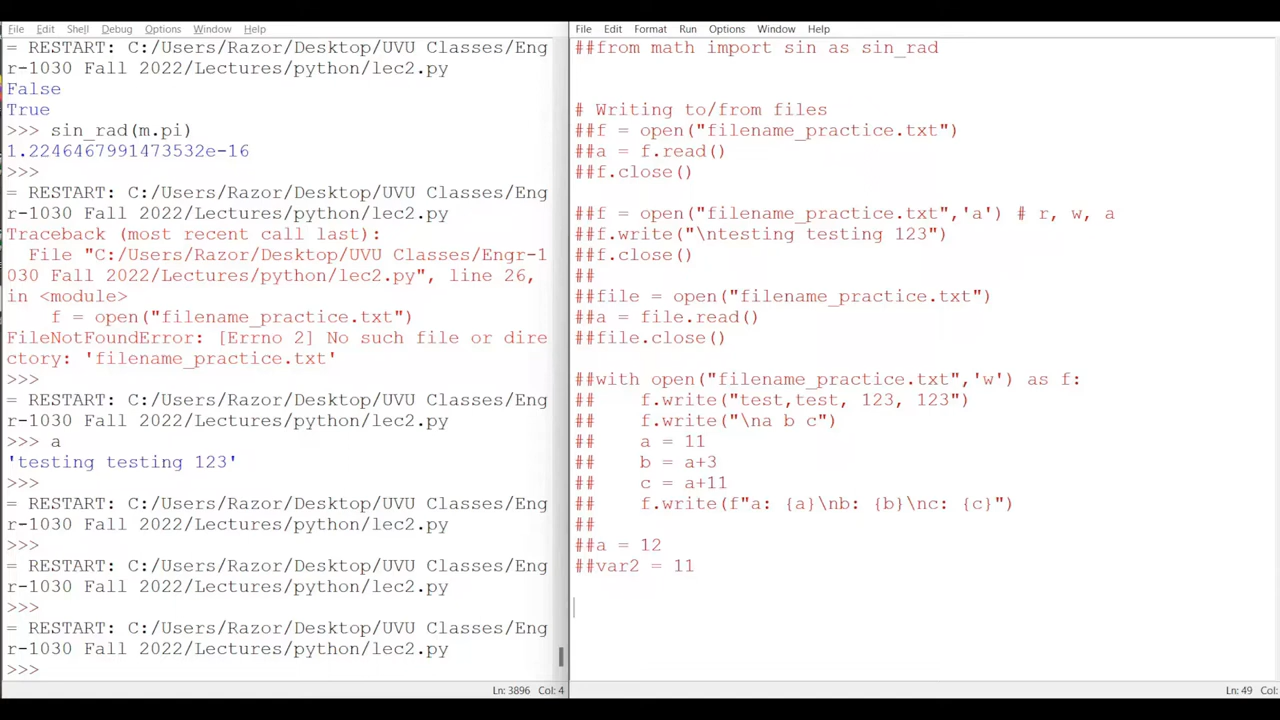 File Edit Shell Debug Options Window Help
= RESTART: C:/Users/Razor/Desktop/UVU Classes/Eng
r-1030 Fall 2022/Lectures/python/lec2.py
False
True
>>> sin_rad(m.pi)
1.2246467991473532e-16
>>>
= RESTART: C:/Users/Razor/Desktop/UVU Classes/Eng
r-1030 Fall 2022/Lectures/python/lec2.py
Traceback (most recent call last):
  File "C:/Users/Razor/Desktop/UVU Classes/Engr-1
030 Fall 2022/Lectures/python/lec2.py", line 26,
in <module>
    f = open("filename_practice.txt")
FileNotFoundError: [Errno 2] No such file or dire
ctory: 'filename_practice.txt'
>>>
= RESTART: C:/Users/Razor/Desktop/UVU Classes/Eng
r-1030 Fall 2022/Lectures/python/lec2.py
>>> a
'testing testing 123'
>>>
= RESTART: C:/Users/Razor/Desktop/UVU Classes/Eng
r-1030 Fall 2022/Lectures/python/lec2.py
>>>
= RESTART: C:/Users/Razor/Desktop/UVU Classes/Eng
r-1030 Fall 2022/Lectures/python/lec2.py
>>>
= RESTART: C:/Users/Razor/Desktop/UVU Classes/Eng
r-1030 Fall 2022/Lectures/python/lec2.py
>>>
Ln: 3896 Col: 4
File Edit Format Run Options Window Help
##from math import sin as sin_rad
# Writing to/from files
##f = open("filename_practice.txt")
##a = f.read()
##f.close()
##f = open("filename_practice.txt",'a') # r, w, a
##f.write("\ntesting testing 123")
##f.close()
##
##file = open("filename_practice.txt")
##a = file.read()
##file.close()
##with open("filename_practice.txt",'w') as f:
##    f.write("test,test, 123, 123")
##    f.write("\na b c")
##    a = 11
##    b = a+3
##    c = a+11
##    f.write(f"a: {a}\nb: {b}\nc: {c}")
##
##a = 12
##var2 = 11
Ln: 49 Col: